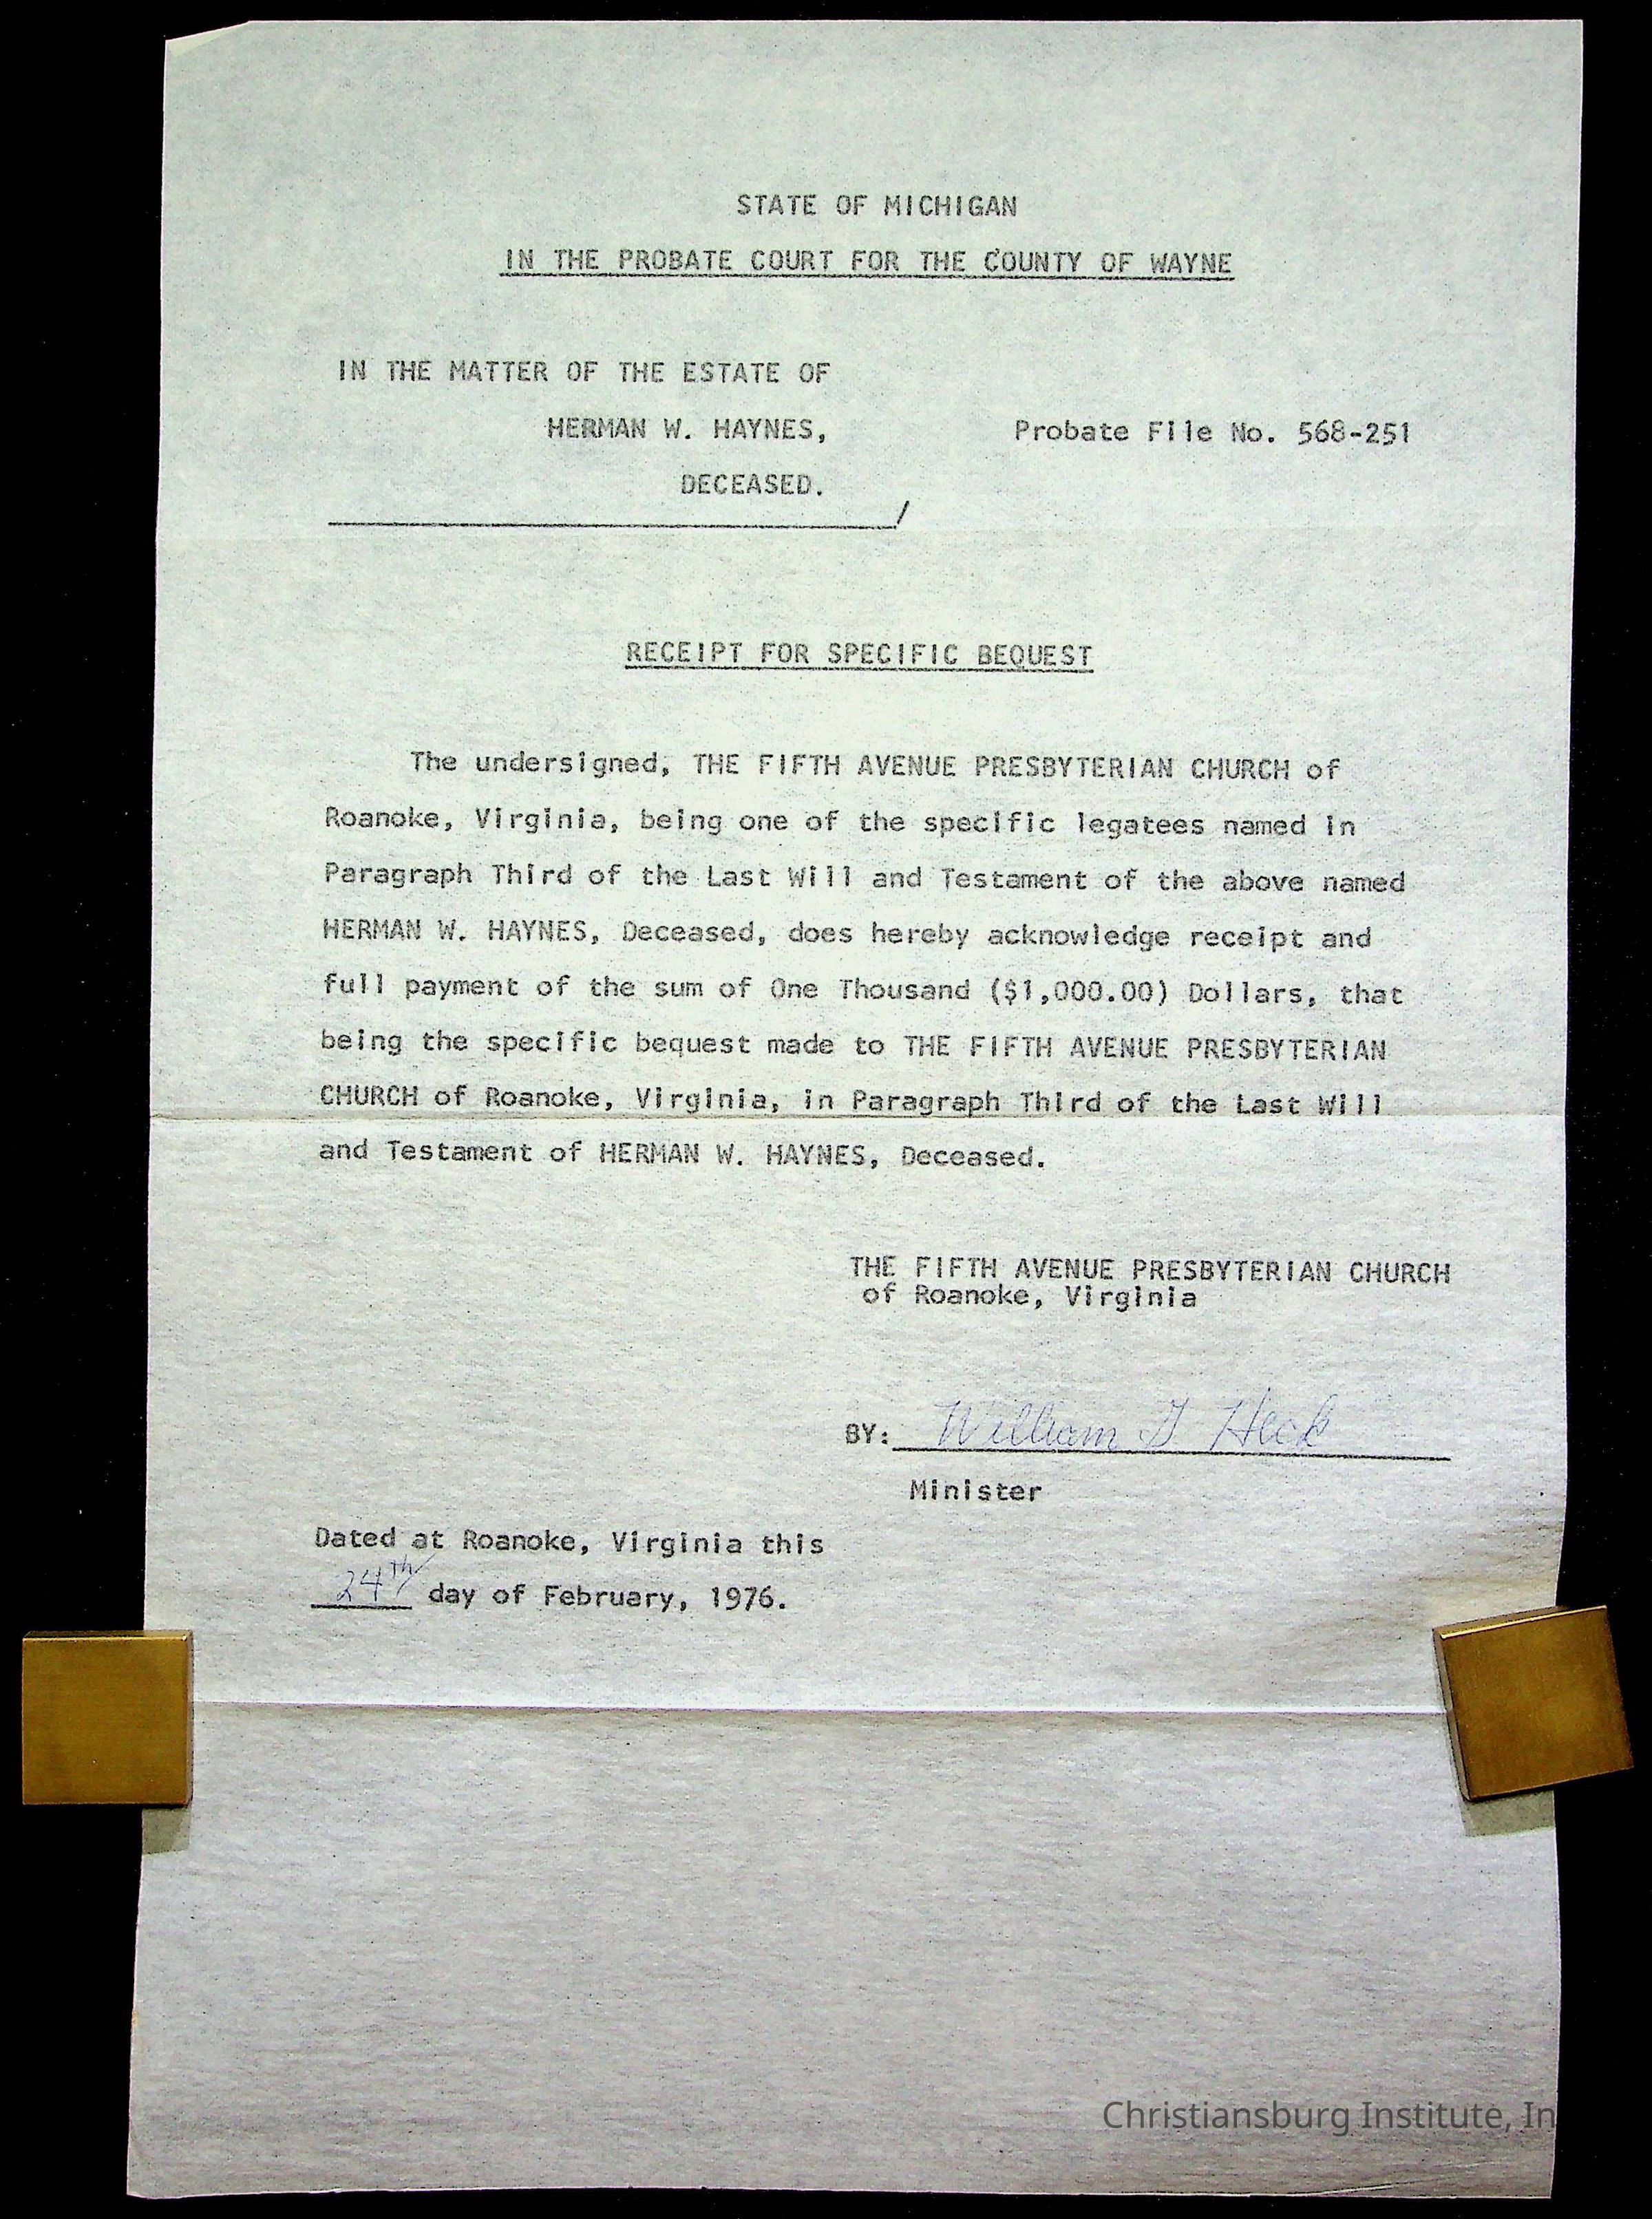 STATE OF MICHIGAN
IN THE PROBATE COURT FOR THE COUNTY OF WAYNE
IN THE MATTER OF THE ESTATE OF
HERMAN W. HAYNES,
Probate File No. 568-251
DECEASED.
/
RECEIPT FOR SPECIFIC BEQUEST
The undersigned, THE FIFTH AVENUE PRESBYTERIAN CHURCH of
Roanoke, Virginia, being one of the specific legatees named in
Paragraph Third of the Last Will and Testament of the above named
HERMAN W. HAYNES, Deceased, does hereby acknowledge receipt and
full payment of the sum of One Thousand ($1,000.00) Dollars, that
being the specific bequest made to THE FIFTH AVENUE PRESBYTERIAN
CHURCH of Roanoke, Virginia, in Paragraph Third of the Last Will
and Testament of HERMAN W. HAYNES, Deceased.
THE FIFTH AVENUE PRESBYTERIAN CHURCH
of Roanoke, Virginia
BY: William J. Heck
Minister
Dated at Roanoke, Virginia this
24th day of February, 1976.
Christiansburg Institute, In